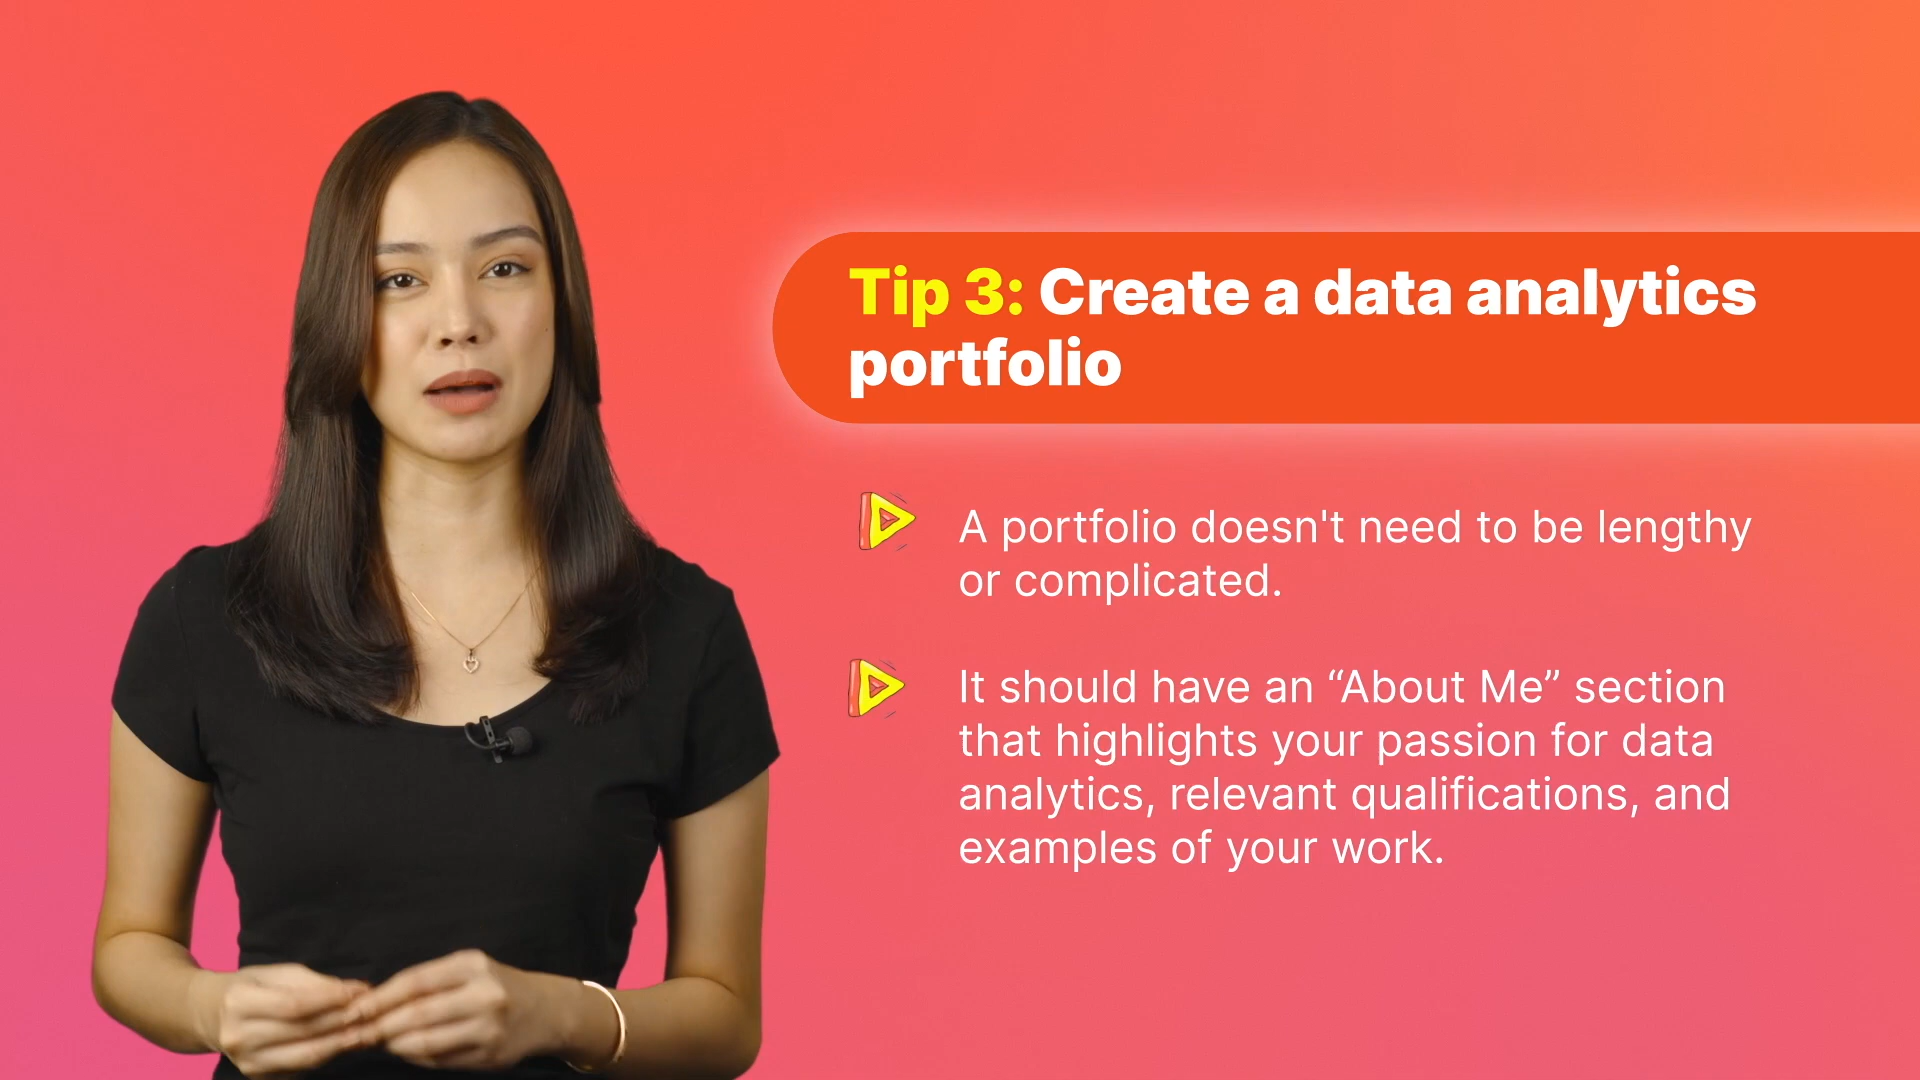 Tip 3: Create a data analytics
portfolio
A portfolio doesn't need to be lengthy
or complicated.
It should have an “About Me” section
that highlights your passion for data
analytics, relevant qualifications, and
examples of your work.